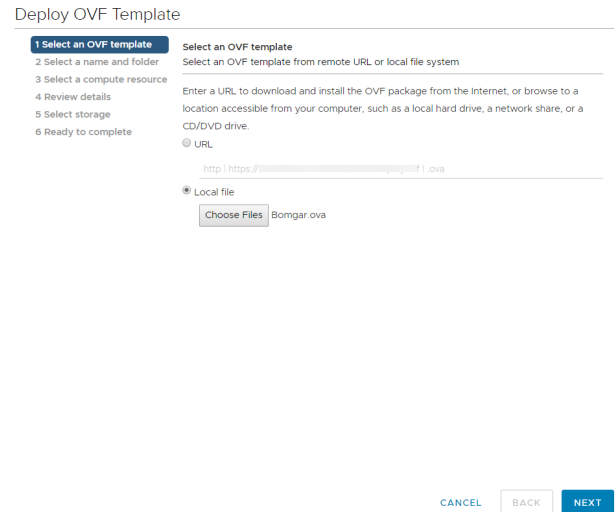 Deploy OVF Template
1 Select an OVF template
2 Select a name and folder
3 Select a compute resource
4 Review details
5 Select storage
6 Ready to complete
Select an OVF template
Select an OVF template from remote URL or local file system
Enter a URL to download and install the OVF package from the Internet, or browse to a
location accessible from your computer, such as a local hard drive, a network share, or a
CD/DVD drive.
URL
http | https:// / | .ova
Local file
Choose Files Bomgar.ova
CANCEL BACK NEXT